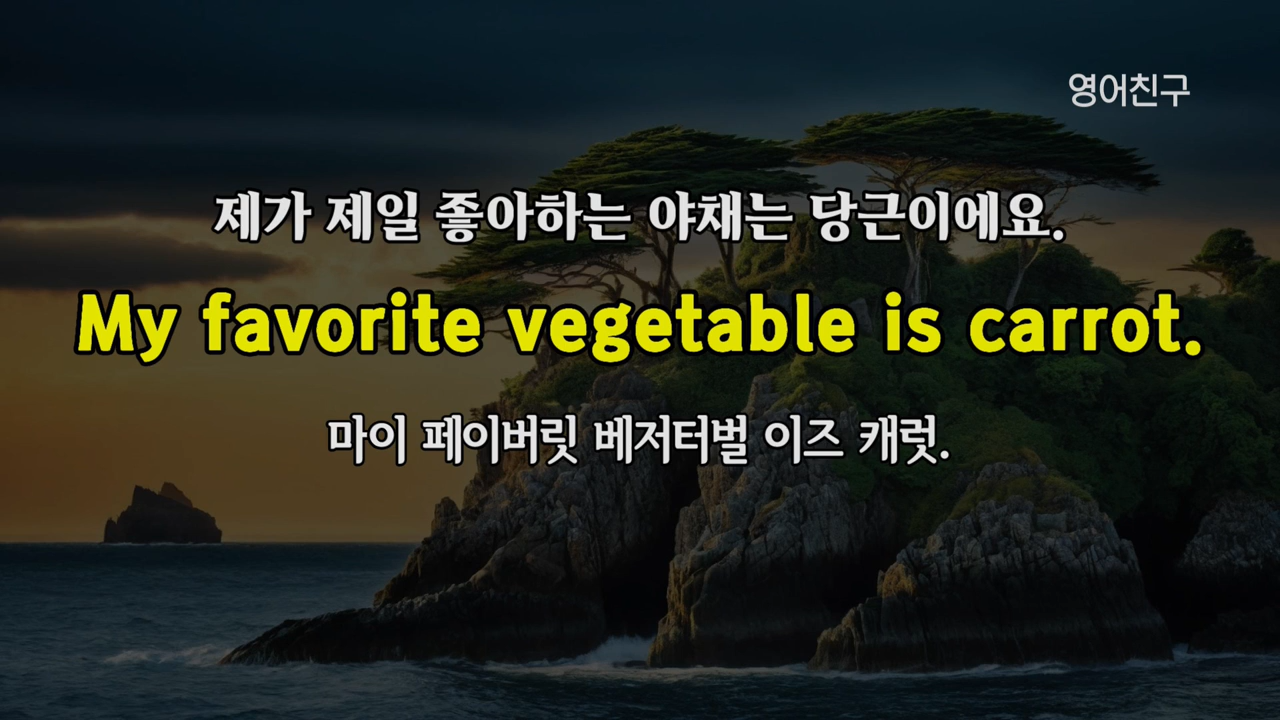 영어친구
제가 제일 좋아하는 야채는 당근이에요.
My favorite vegetable is carrot.
마이 페이버릿 베저터벌 이즈 캐럿.